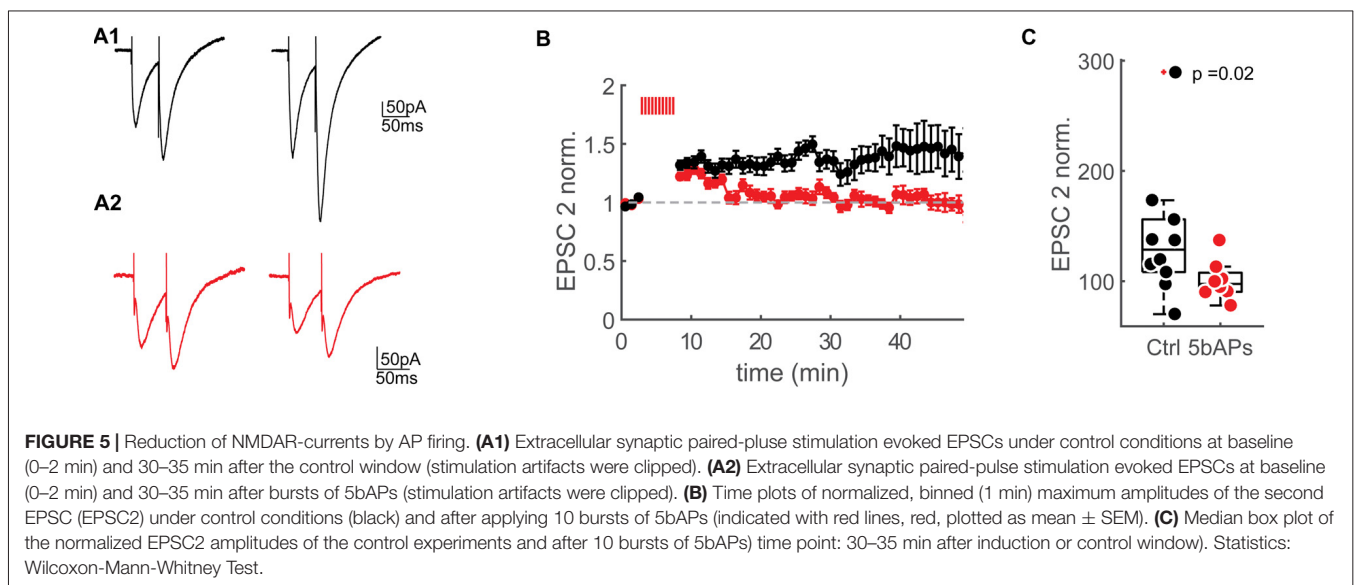 A1
50pA
50ms
A2
50pA
50ms
B
EPSC 2 norm.
2
1.5
1
0.5
0
0
10
20
30
40
time (min)
C
EPSC 2 norm.
300
200
100
p =0.02
Ctrl 5bAPs
FIGURE 5 | Reduction of NMDAR-currents by AP firing. (A1) Extracellular synaptic paired-pluse stimulation evoked EPSCs under control conditions at baseline
(0–2 min) and 30–35 min after the control window (stimulation artifacts were clipped). (A2) Extracellular synaptic paired-pulse stimulation evoked EPSCs at baseline
(0–2 min) and 30–35 min after bursts of 5bAPs (stimulation artifacts were clipped). (B) Time plots of normalized, binned (1 min) maximum amplitudes of the second
EPSC (EPSC2) under control conditions (black) and after applying 10 bursts of 5bAPs (indicated with red lines, red, plotted as mean ± SEM). (C) Median box plot of
the normalized EPSC2 amplitudes of the control experiments and after 10 bursts of 5bAPs) time point: 30–35 min after induction or control window). Statistics:
Wilcoxon-Mann-Whitney Test.